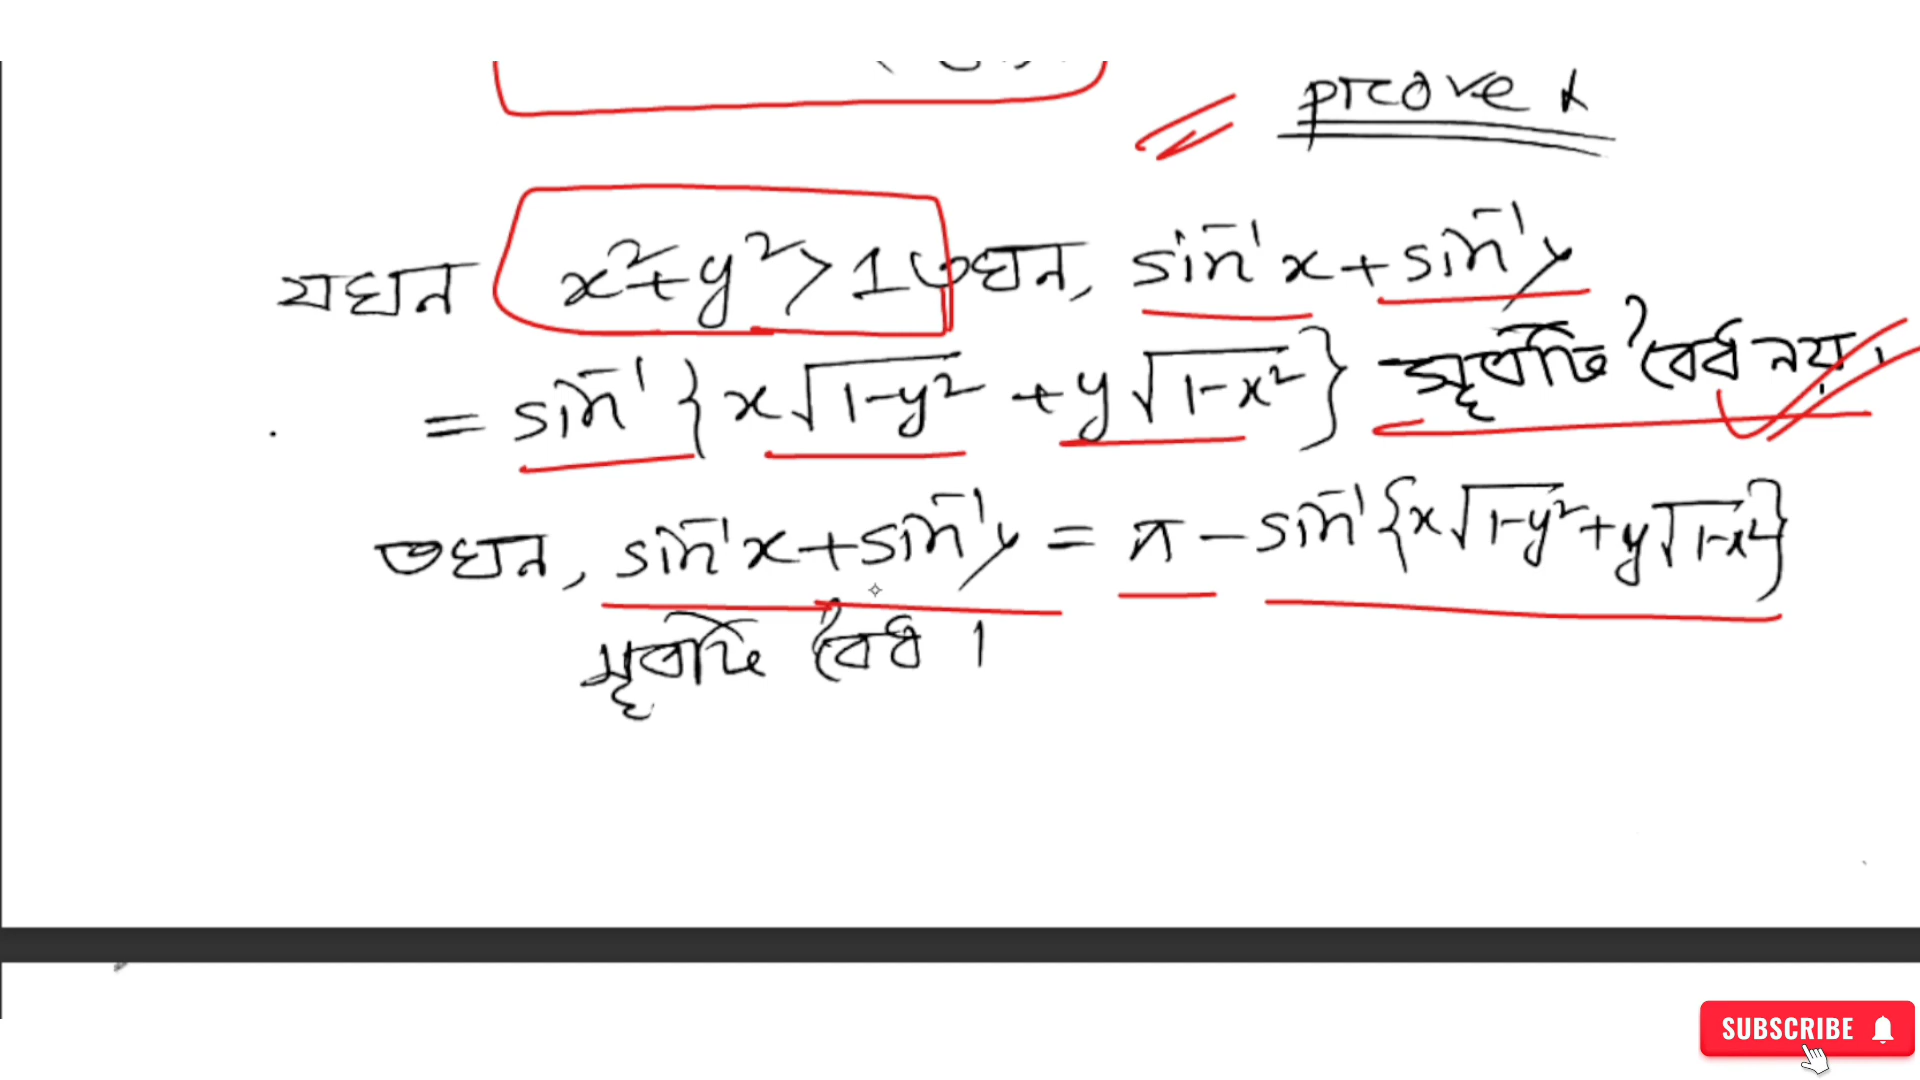 proved
যখন x²+y²>1 তখন, sin⁻¹x+sin⁻¹y
= sin⁻¹{x√1-y² + y√1-x²} সূত্রটি বৈধ নয়।
তখন, sin⁻¹x+sin⁻¹y = π - sin⁻¹{x√1-y²+y√1-x²}
সূত্রটি বৈধ।
SUBSCRIBE